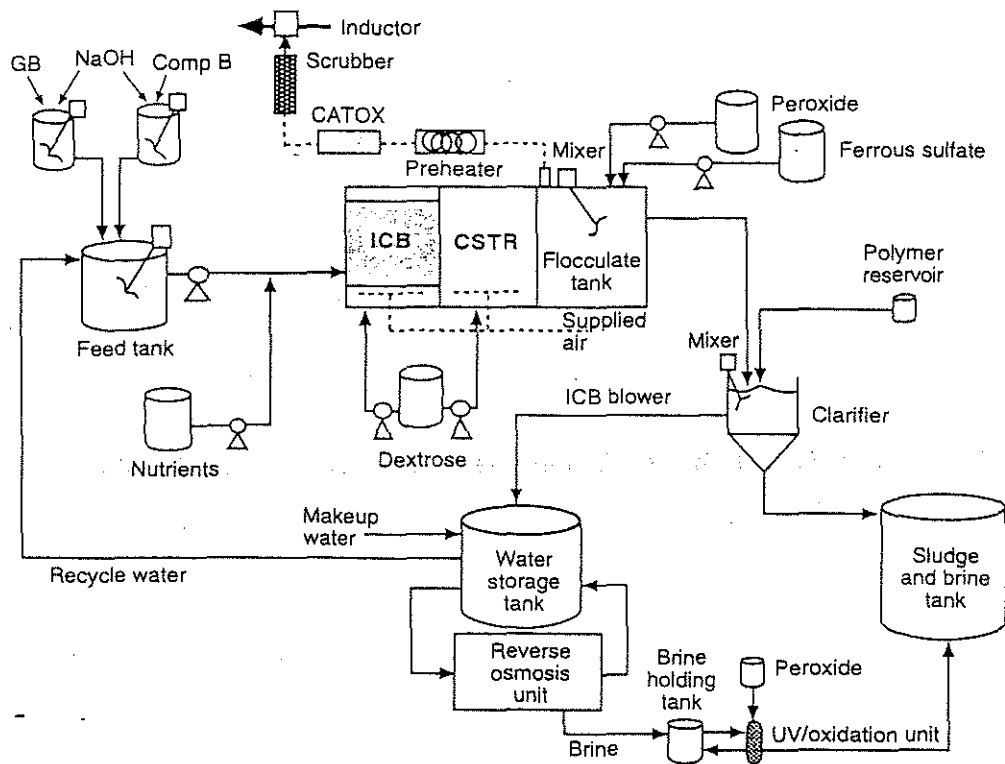 Inductor
NaOH
GB
Comp B
Scrubber
CATOX
Preheater
Mixer
Peroxide
Ferrous sulfate
ICB
CSTR
Flocculate
tank
Supplied
air
Polymer
reservoir
Feed tank
Mixer
Clarifier
ICB blower
Nutrients
Dextrose
Makeup
water
Water
storage
tank
Recycle water
Sludge
and brine
tank
Reverse
osmosis
unit
Brine
holding
tank
Peroxide
UV/oxidation unit
Brine